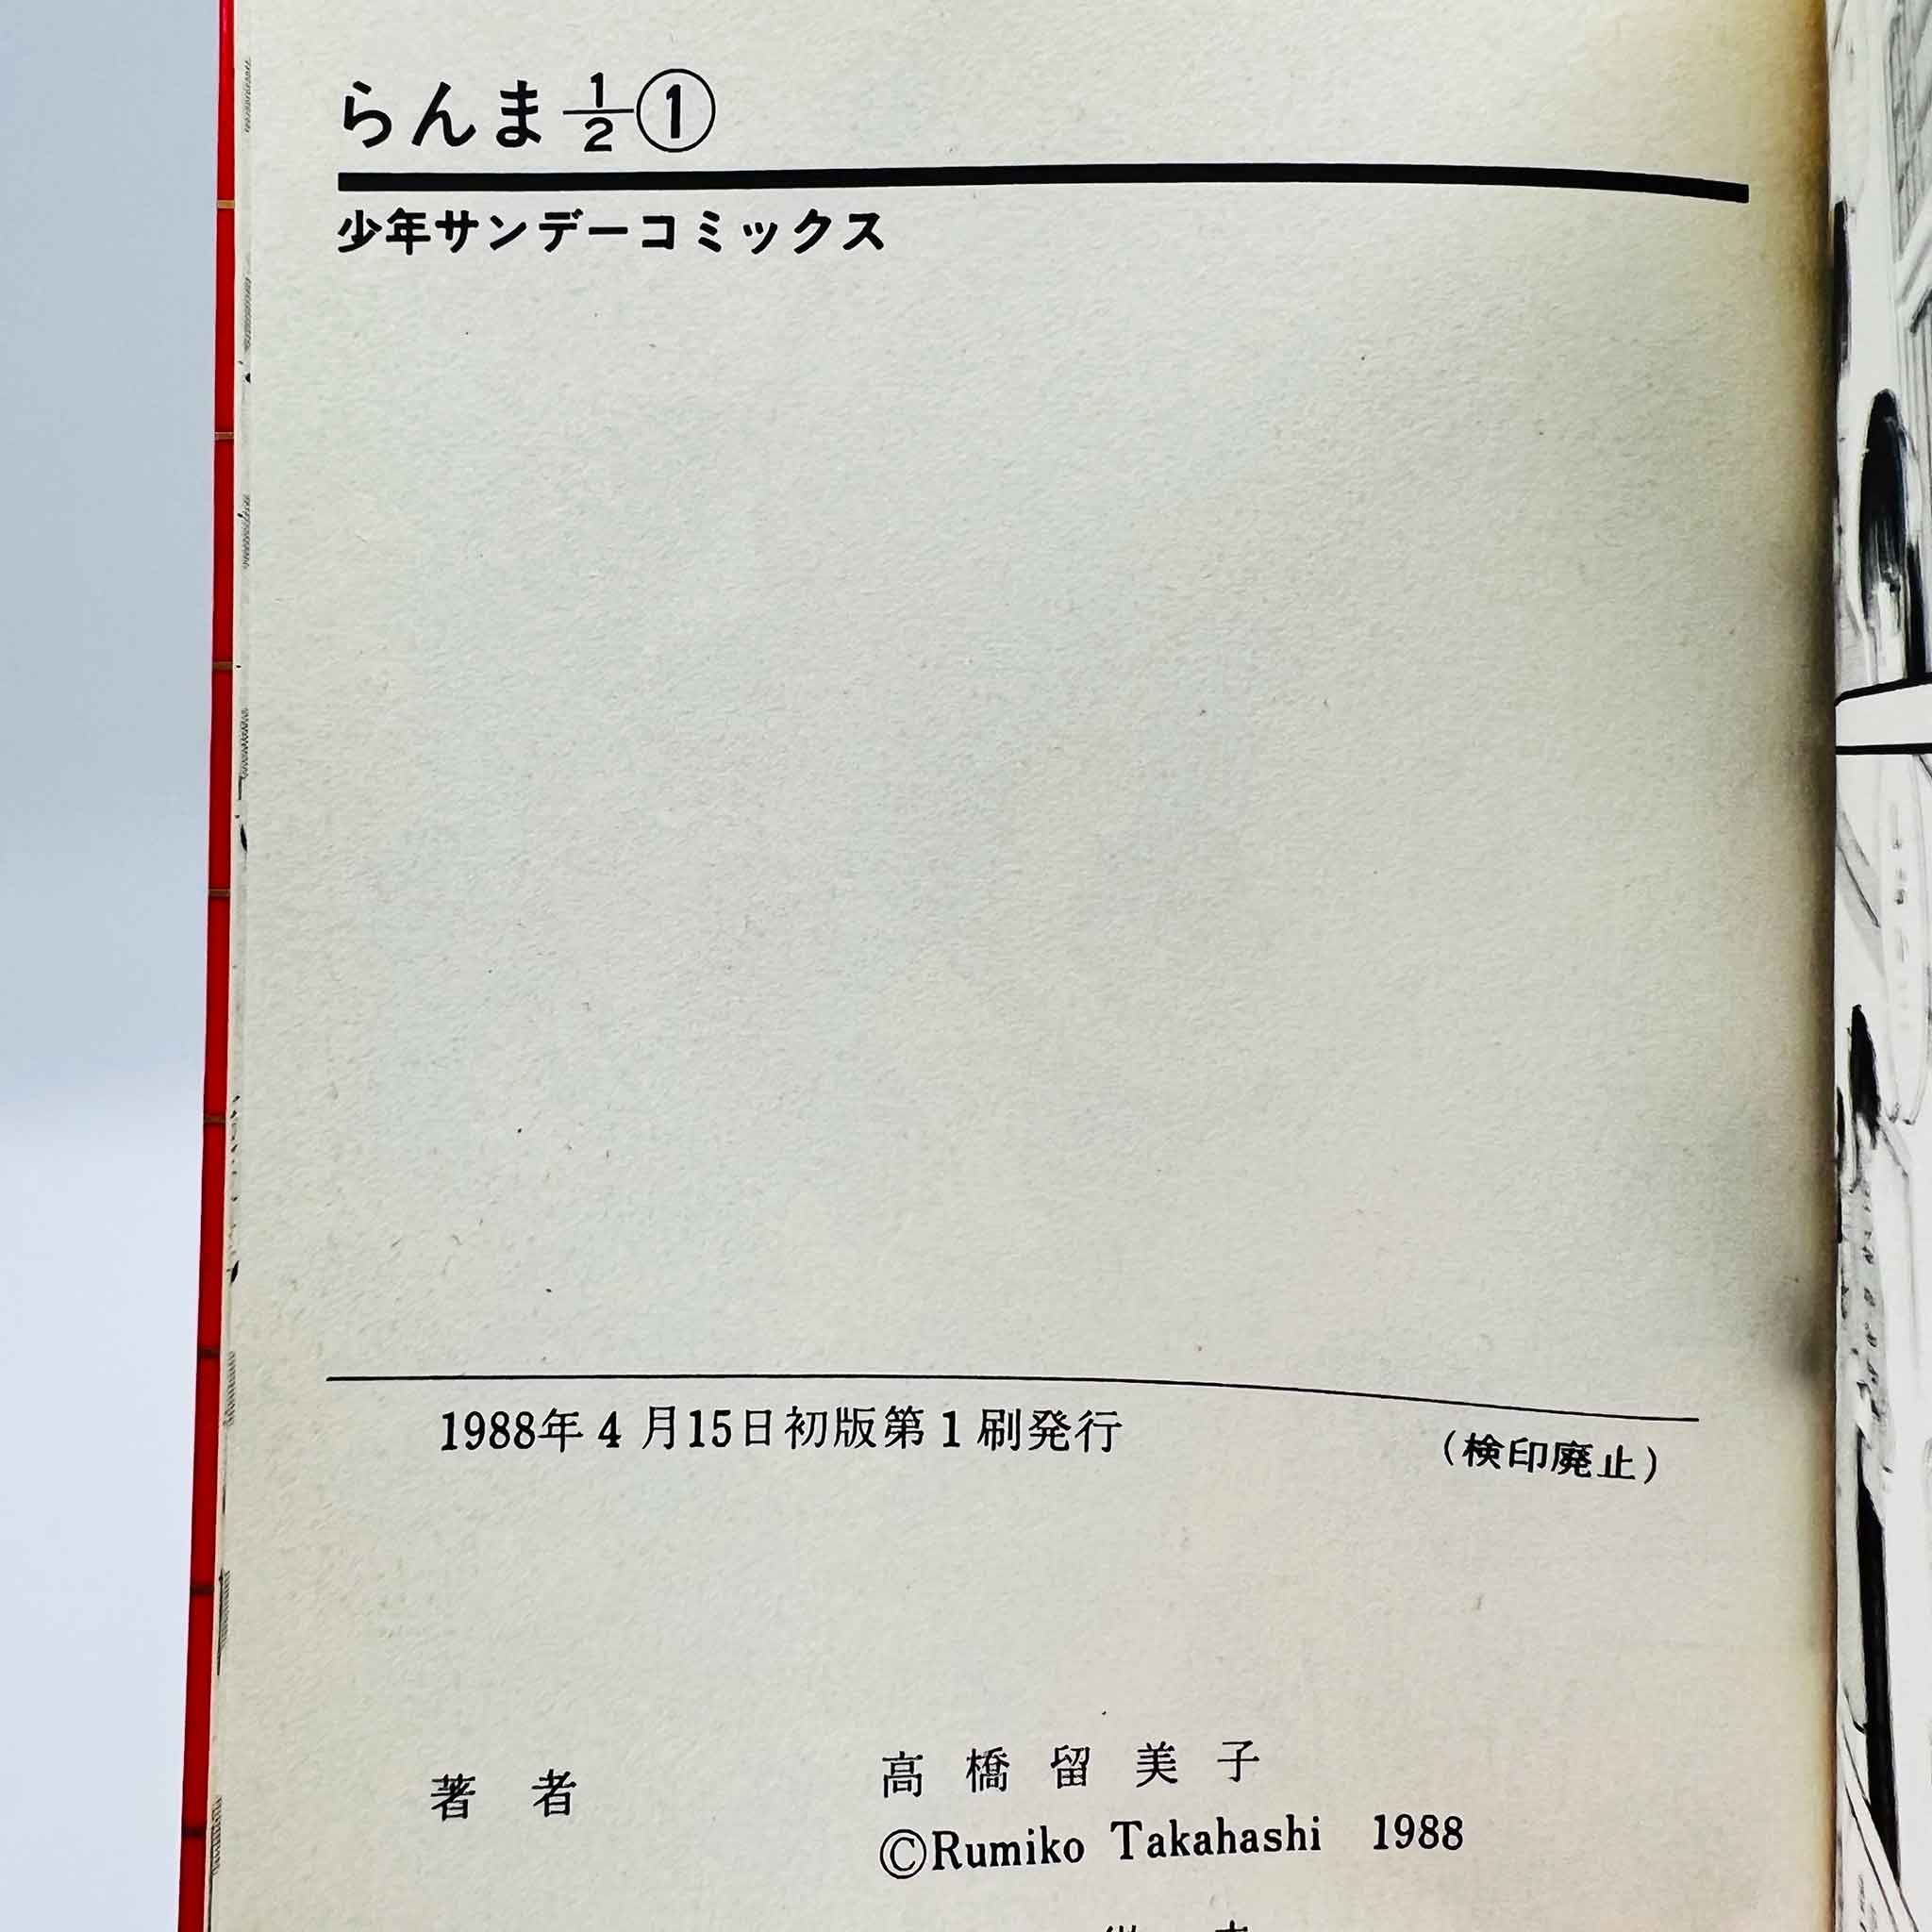 らんま½①
少年サンデーコミックス
1988年4月15日初版第1刷発行
(検印廃止)
著者
高橋留美子
©Rumiko Takahashi 1988